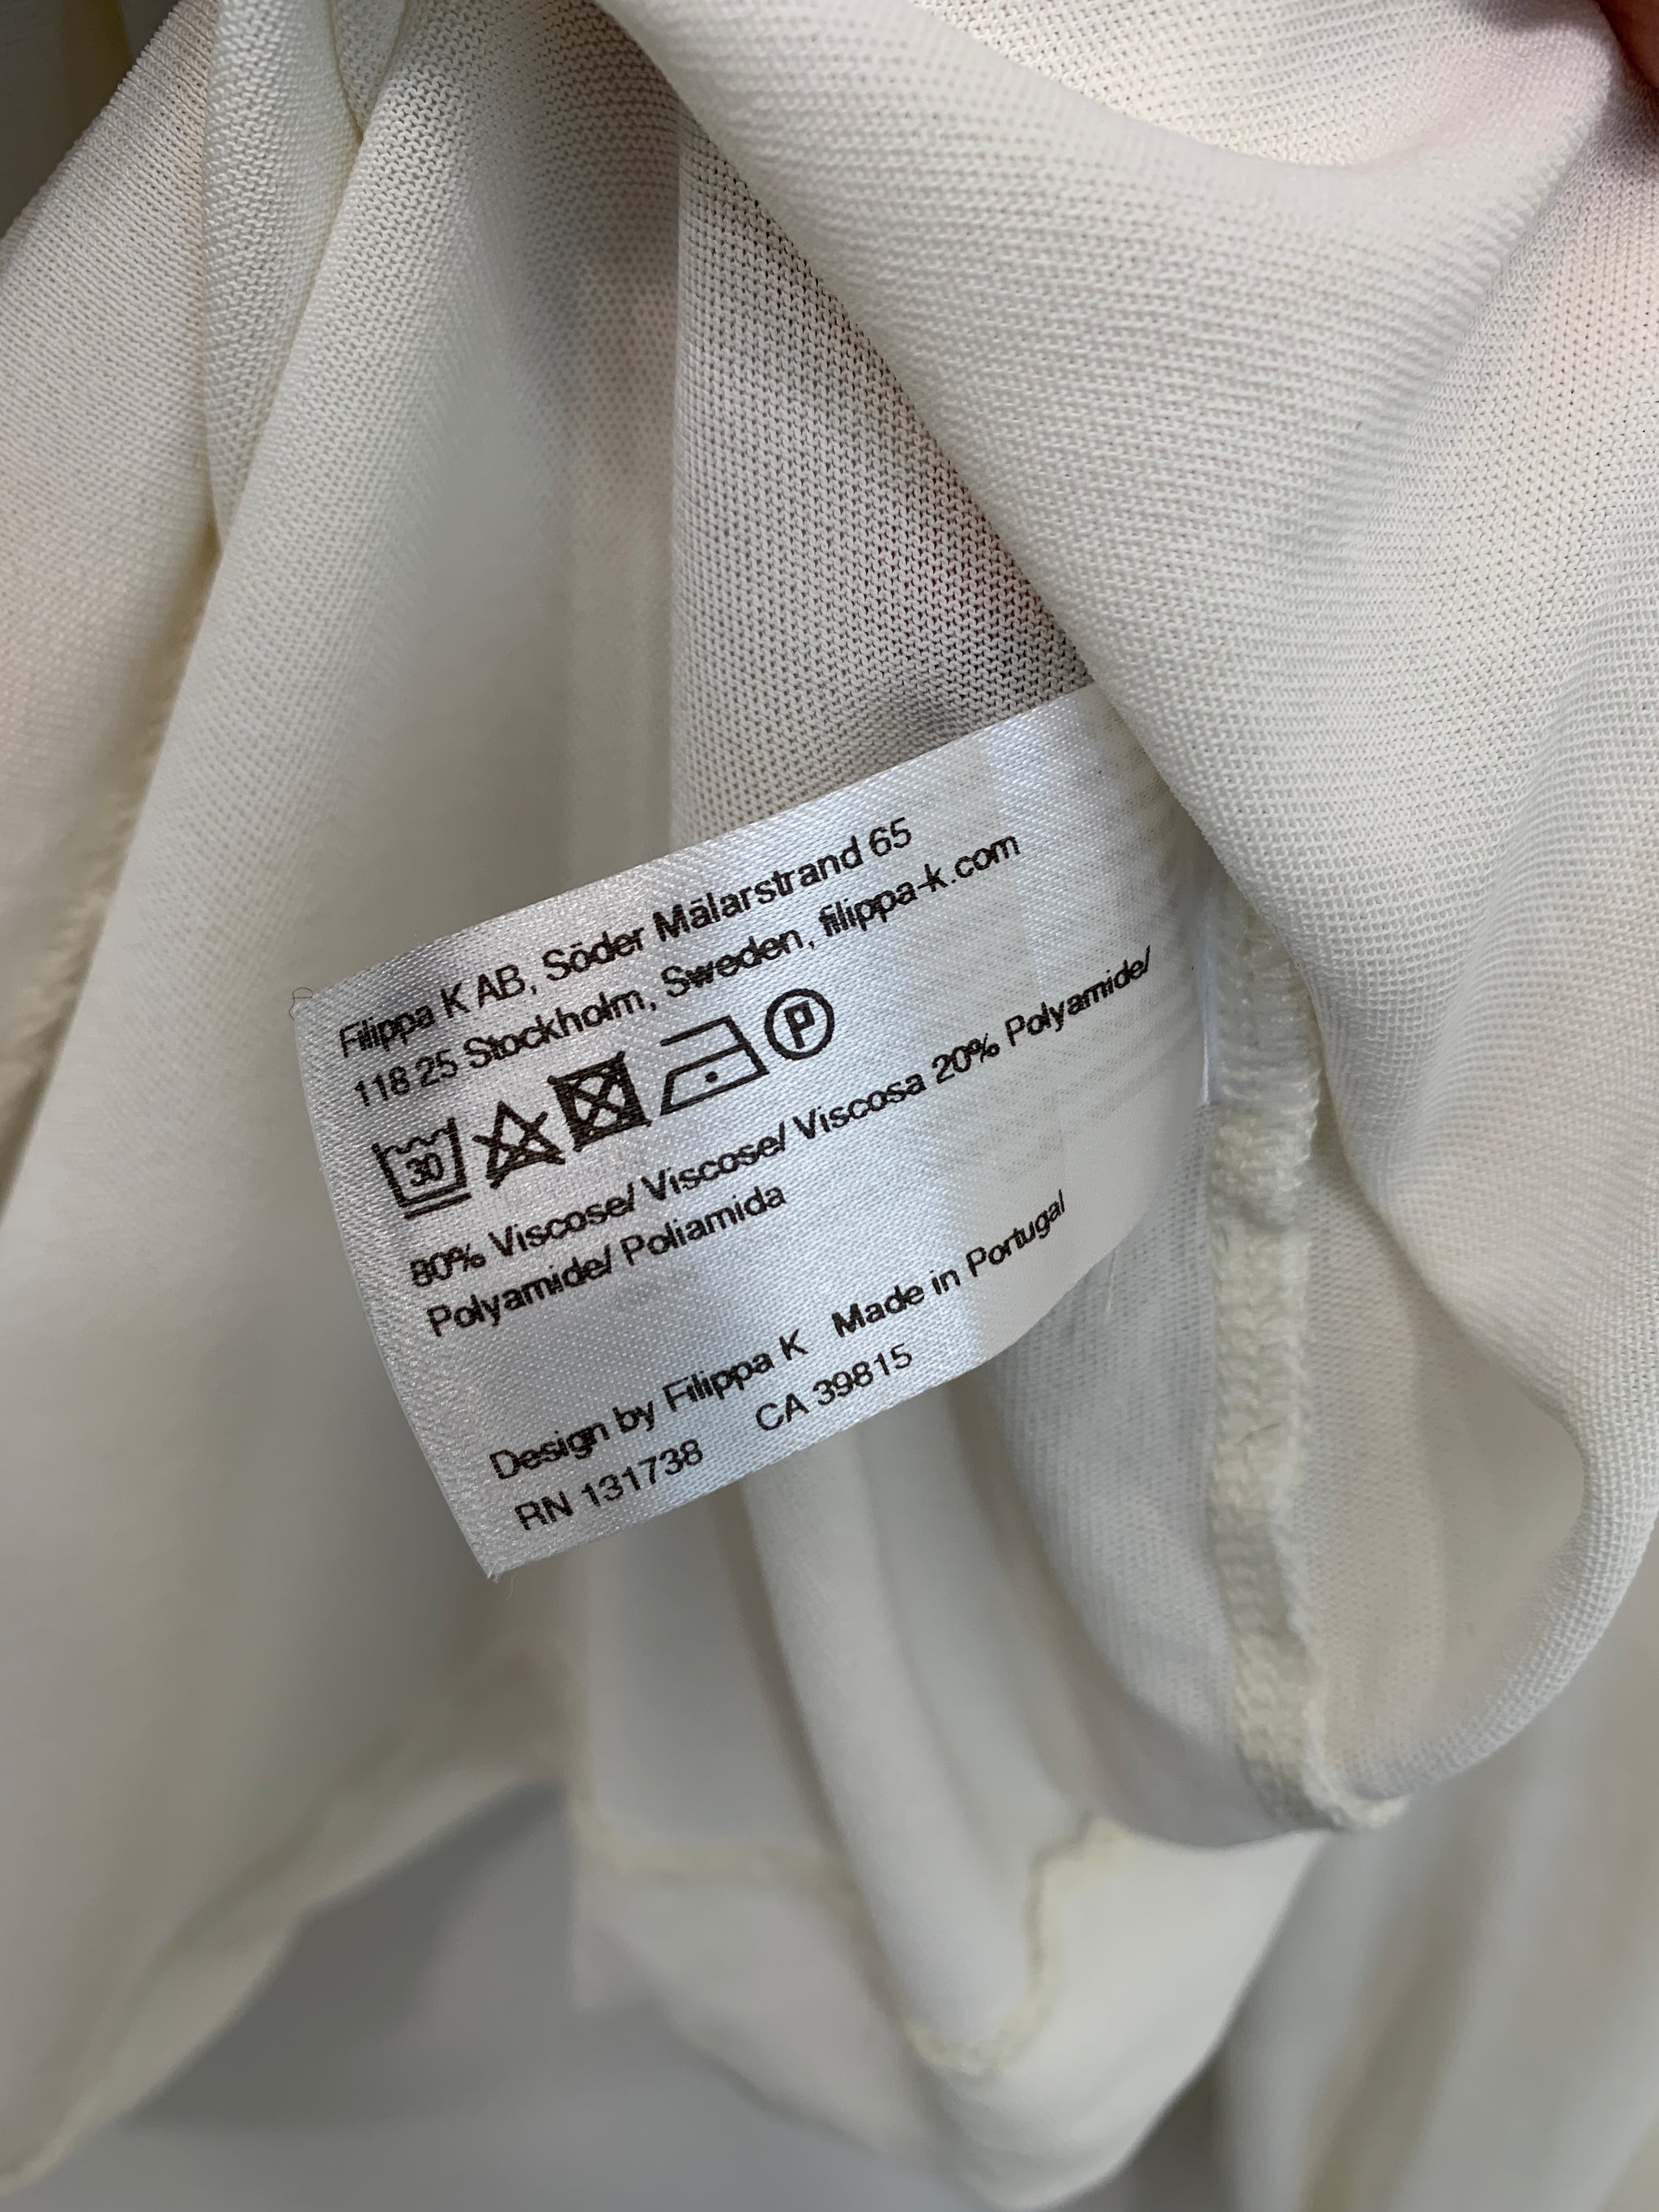 Filippa K AB, Söder Mälarstrand 65
118 25 Stockholm, Sweden, filippa-k.com
30 P
80% Viscose/ Viscose/ Viscosa 20% Polyamide/
Polyamide/ Poliamida
Design by Filippa K Made in Portugal
RN 131738 CA 39815